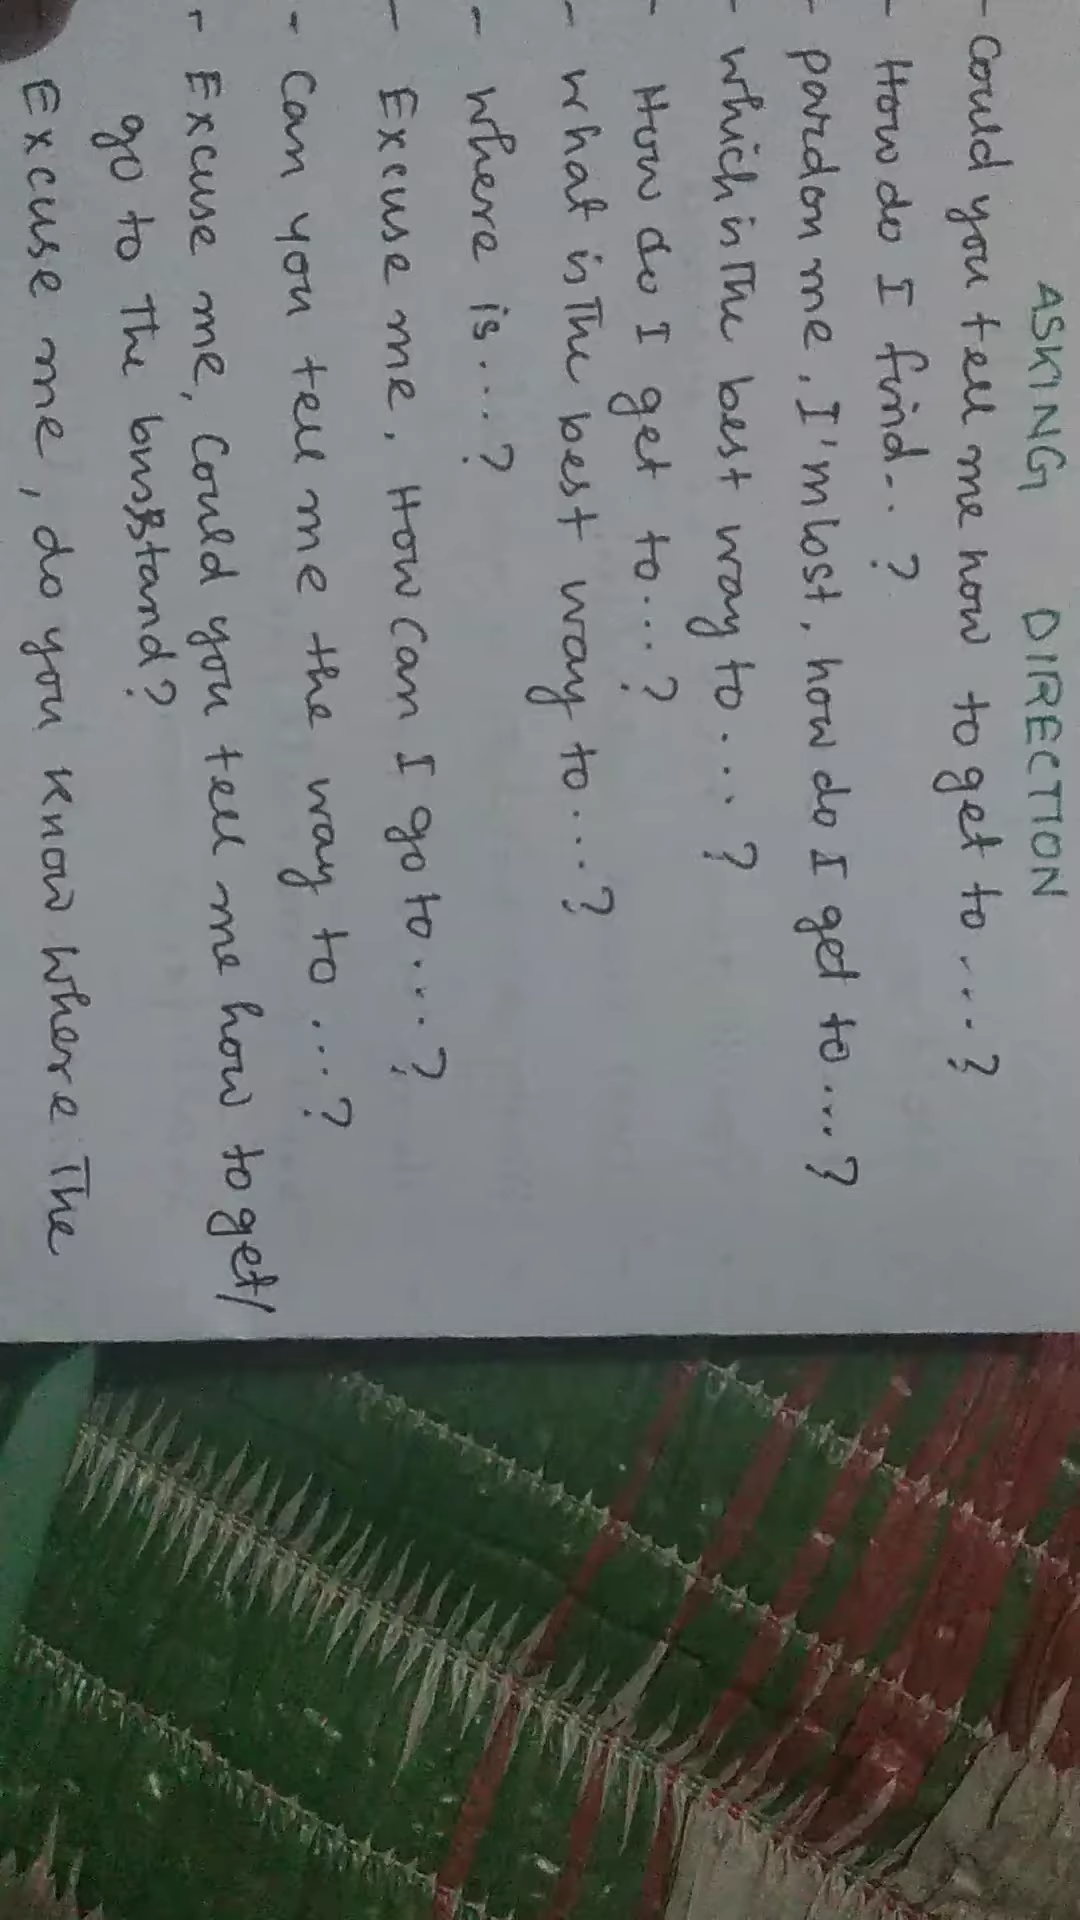 ASKING DIRECTION
- Could you tell me how to get to ....?
- How do I find...?
- pardon me, I'm lost, how do I get to....?
- which is The best way to ...?
- How do I get to...?
- What is The best way to...?
- Where is...?
- Excuse me, How can I go to....?
- Can you tell me the way to ...?
- Excuse me, Could you tell me how to get/
go to The busstand?
Excuse me, do you know where The